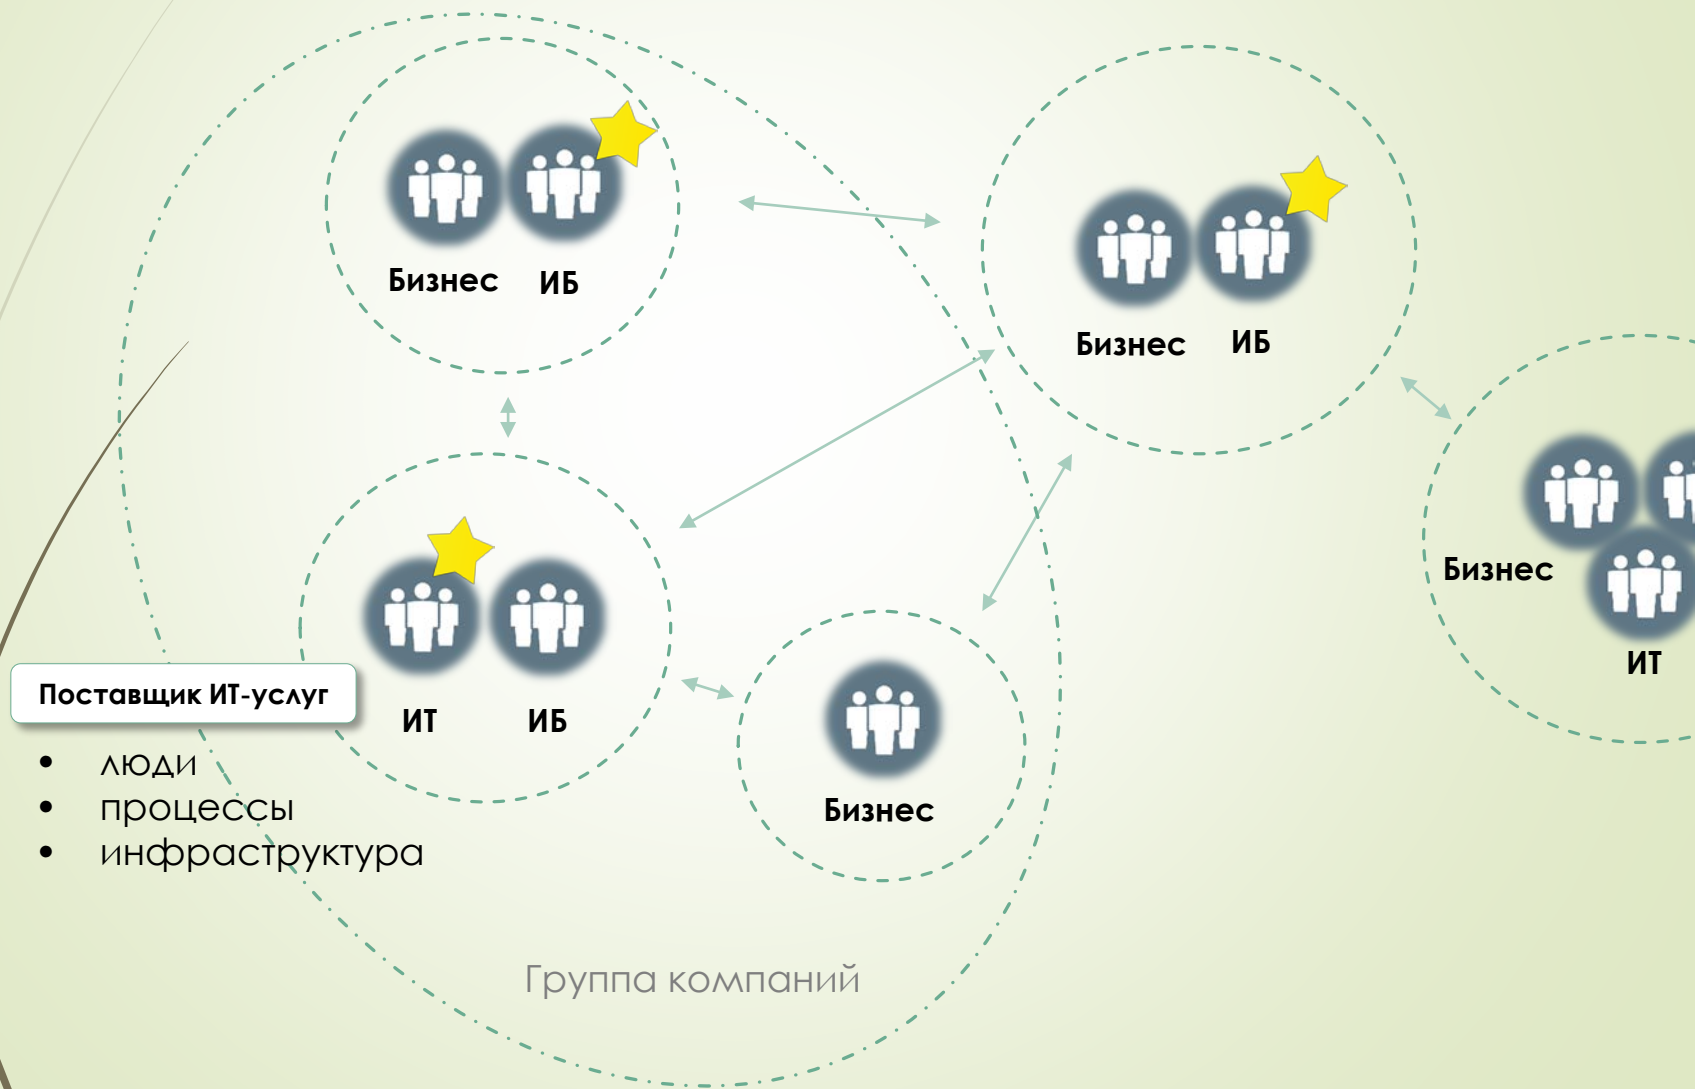 Бизнес ИБ
Бизнес ИБ
Бизнес
ИТ
Поставщик ИТ-услуг
ИТ ИБ
• люди
• процессы
• инфраструктура
Бизнес
Группа компаний